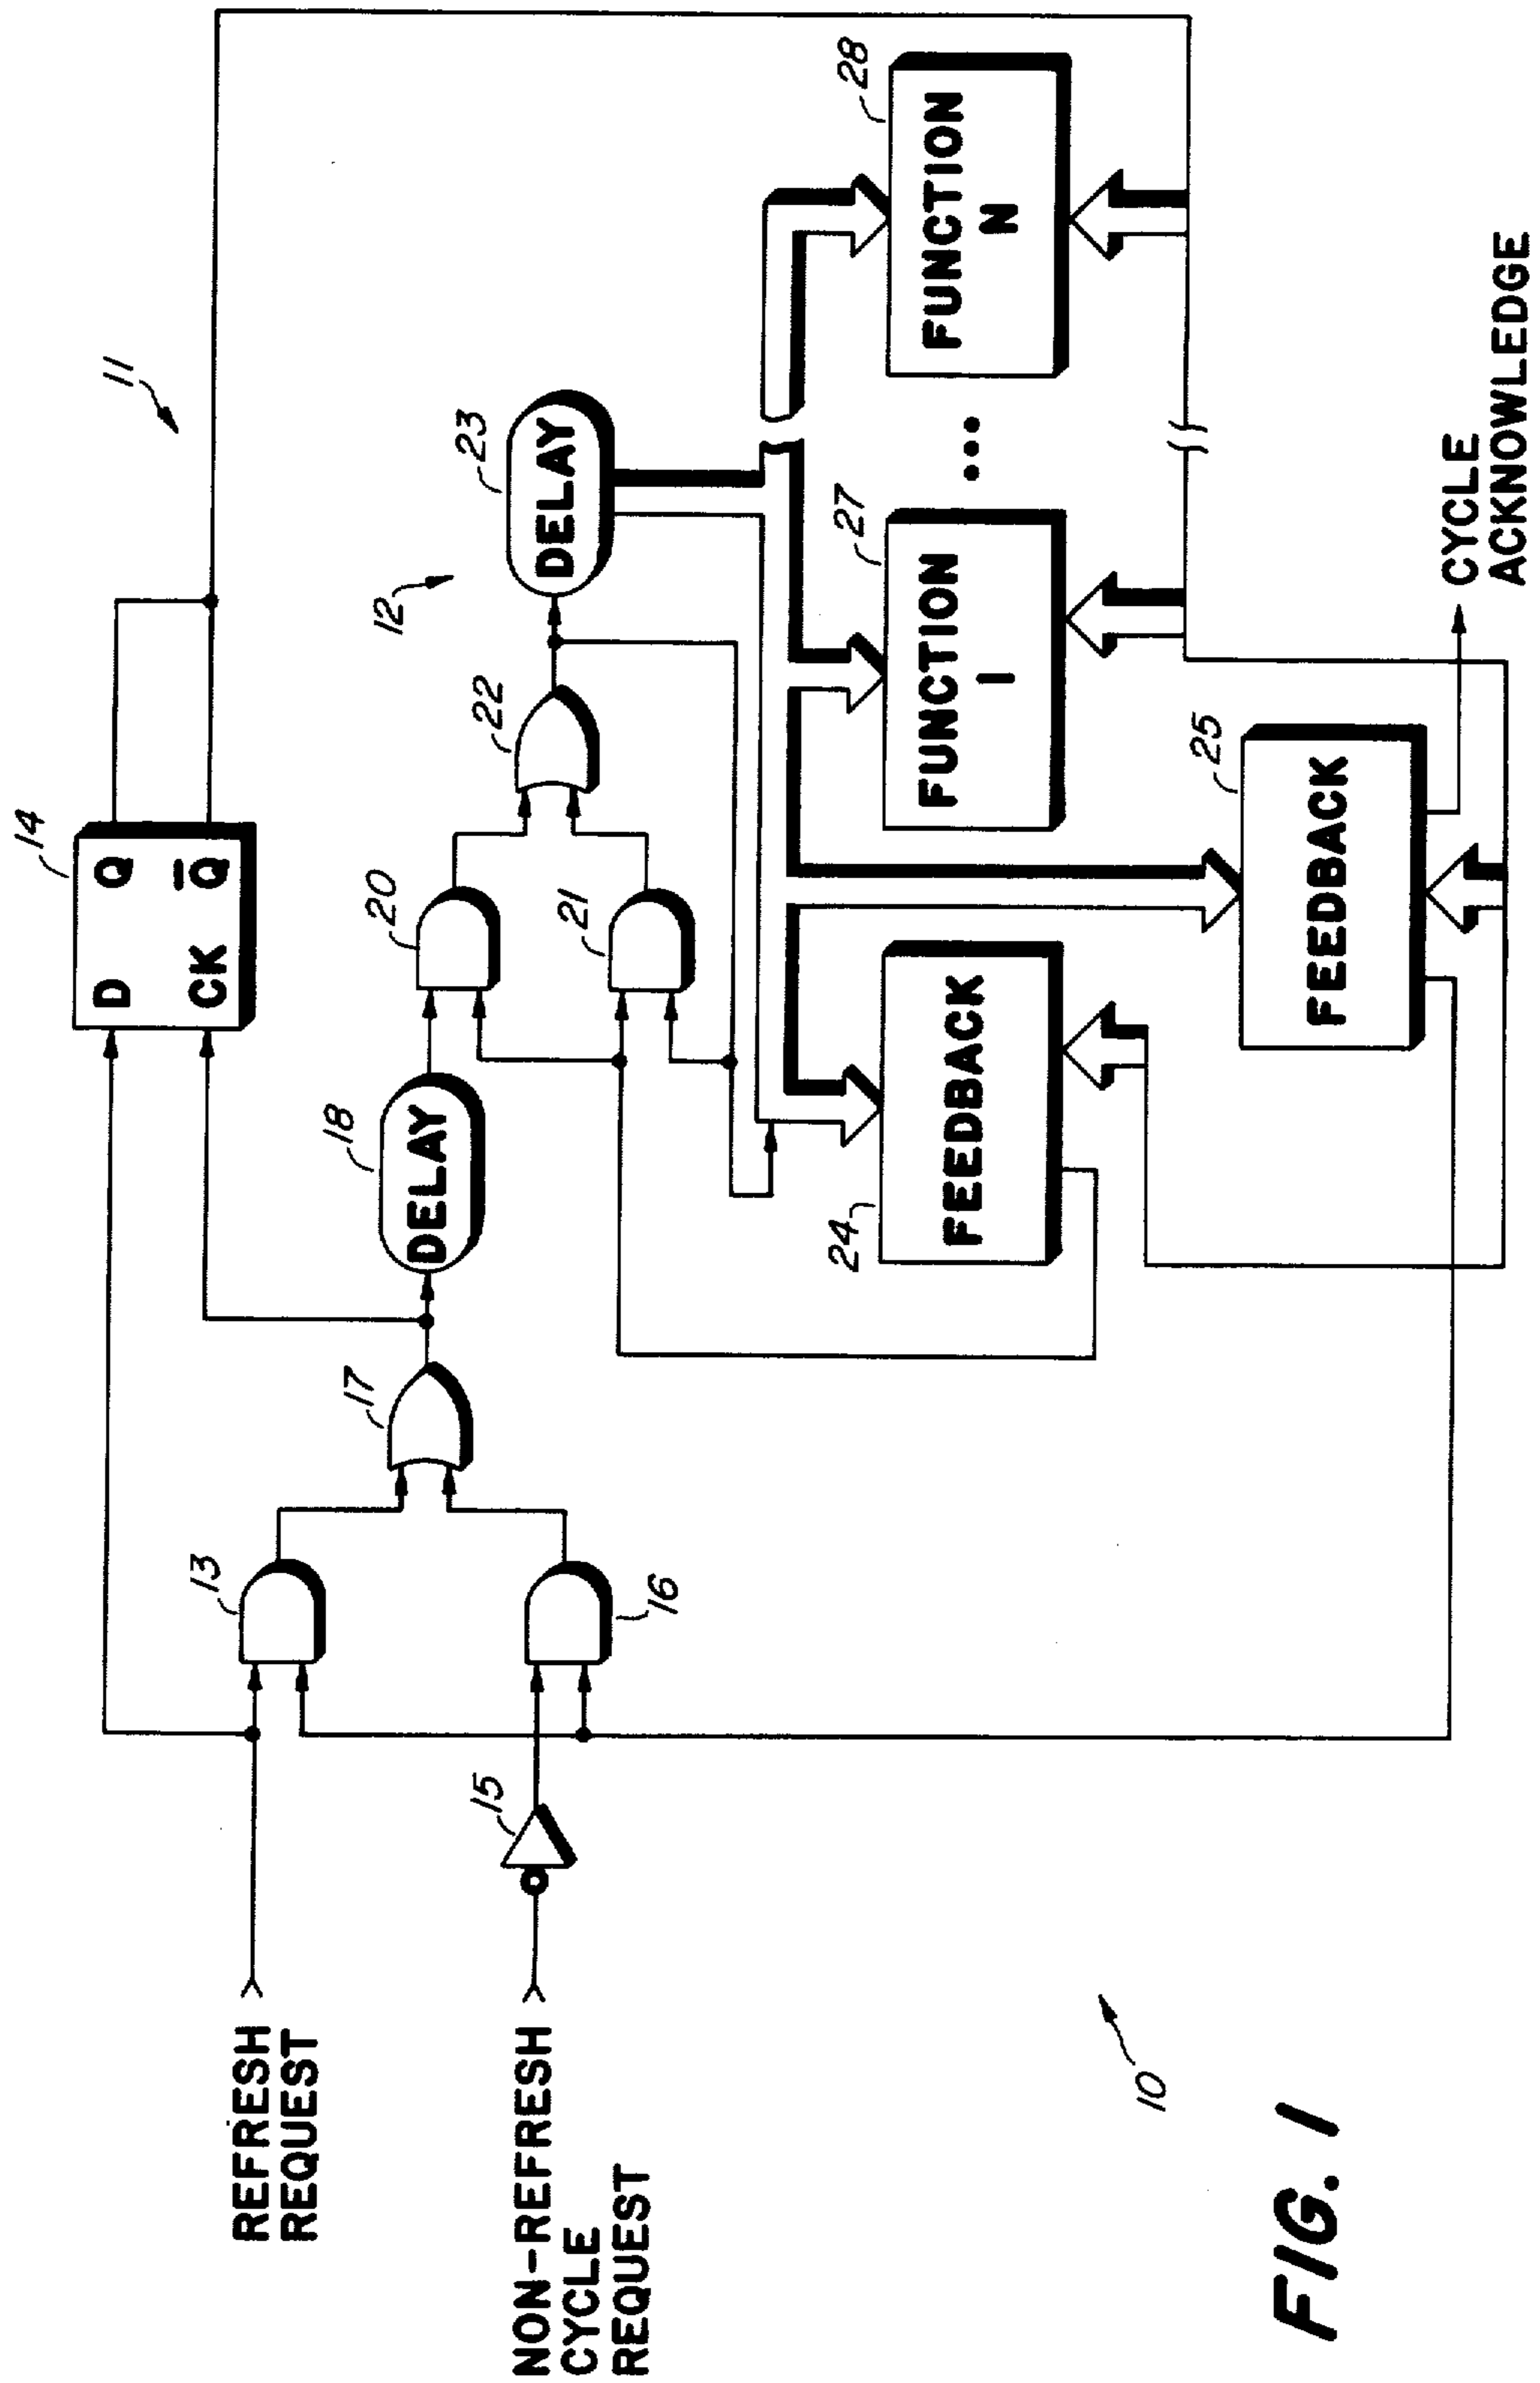 REFRESH
REQUEST
NON-REFRESH
CYCLE
REQUEST
15
13
16
17
14
D Q
CK Q̅
11
18
DELAY
20
21
22
12
23
DELAY
24
FEEDBACK
25
FEEDBACK
27
FUNCTION
1
•••
28
FUNCTION
N
CYCLE
ACKNOWLEDGE
10
FIG. 1